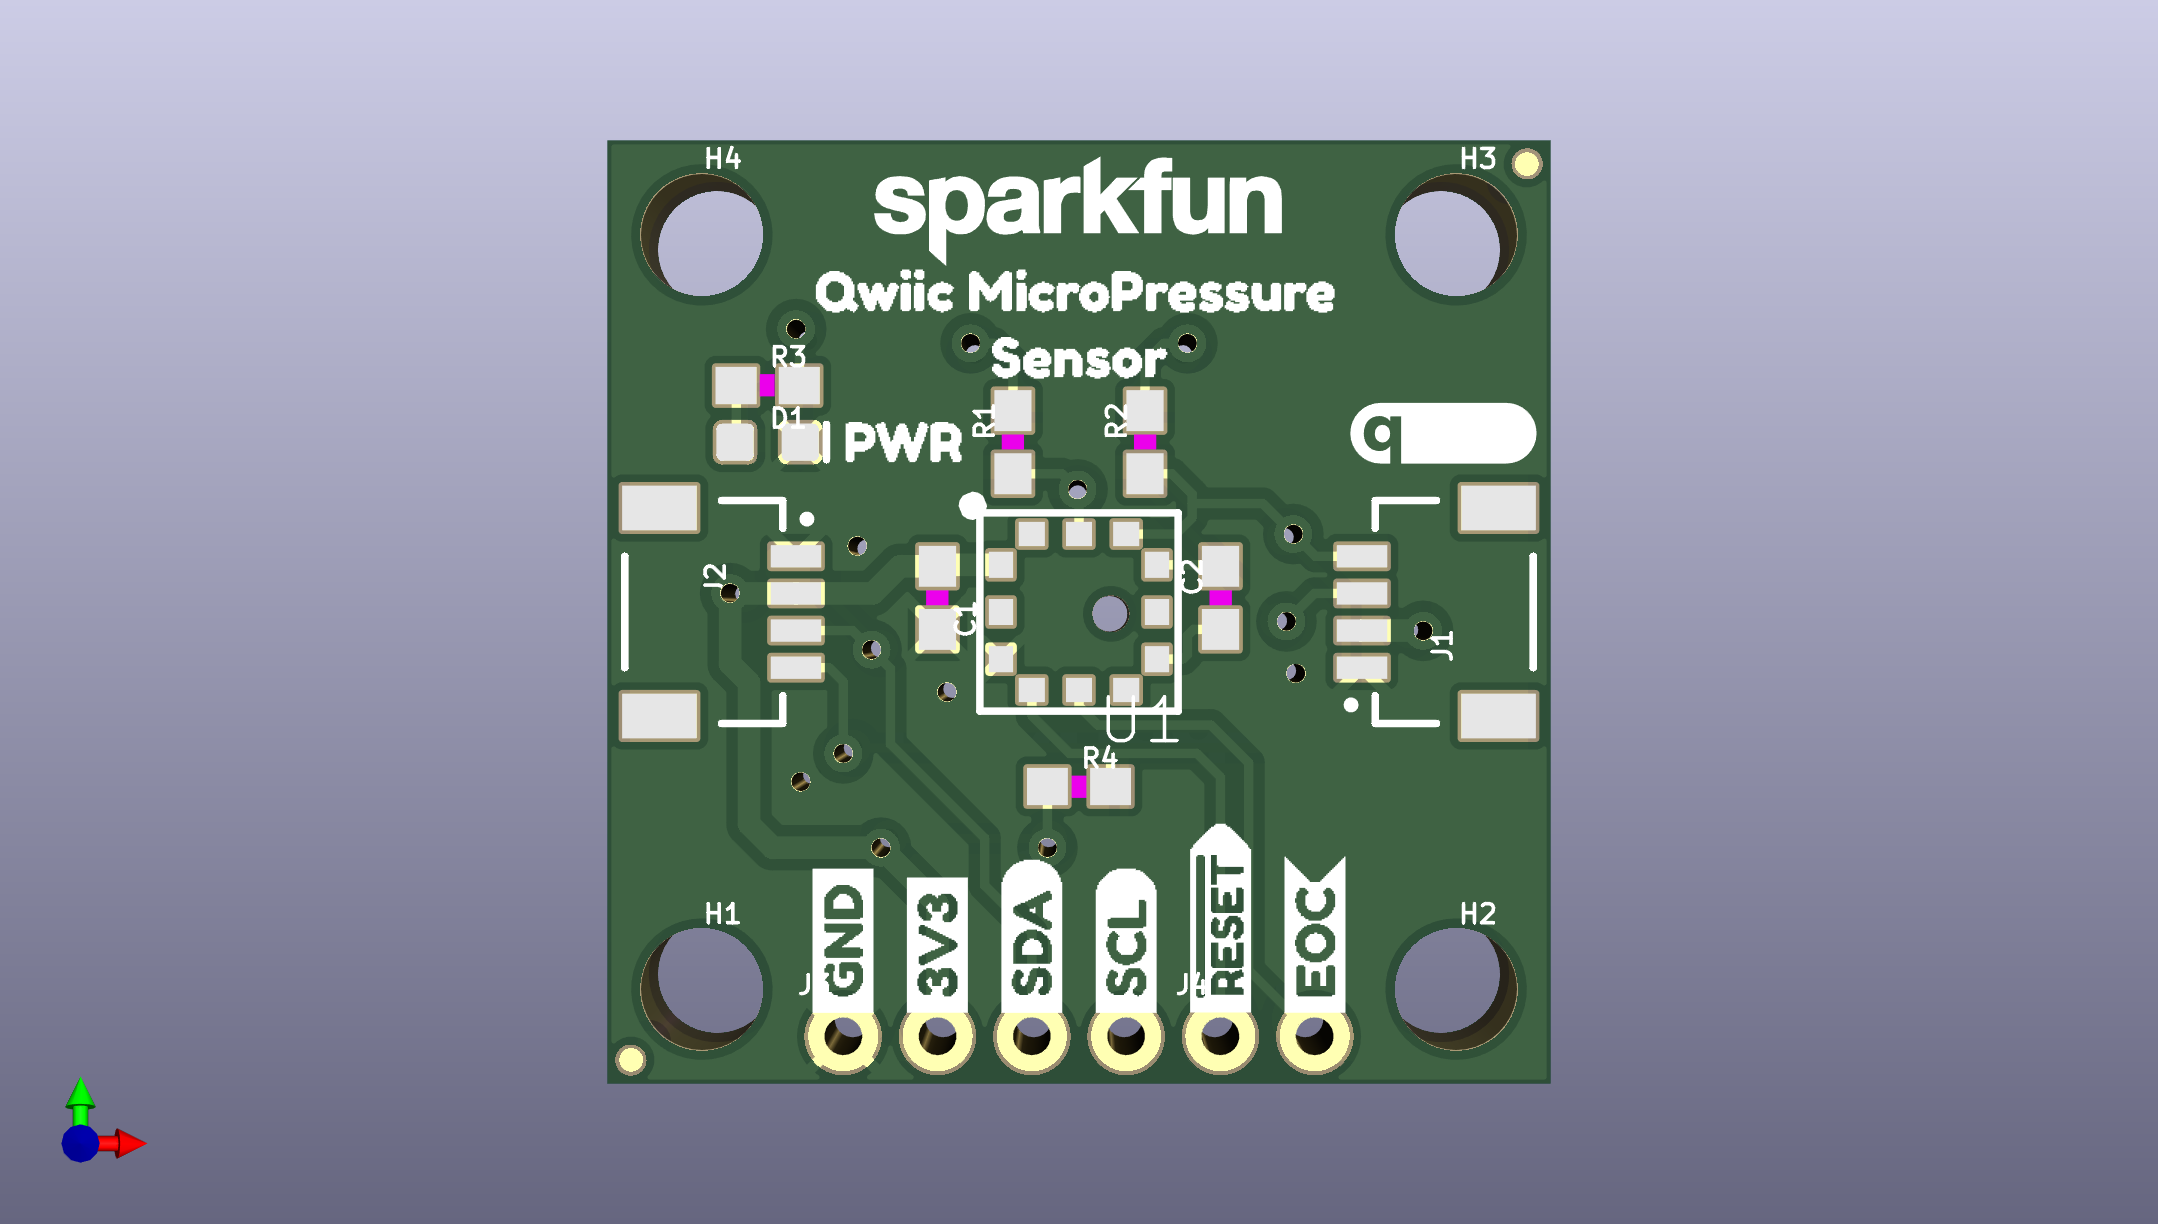 H4
H3
sparkfun
Qwiic MicroPressure
Sensor
R3
D1
PWR
R1
R2
q
J2
C1
C2
J1
U1
R4
H1
H2
GND
3V3
SDA
SCL
RESET
EOC
J4